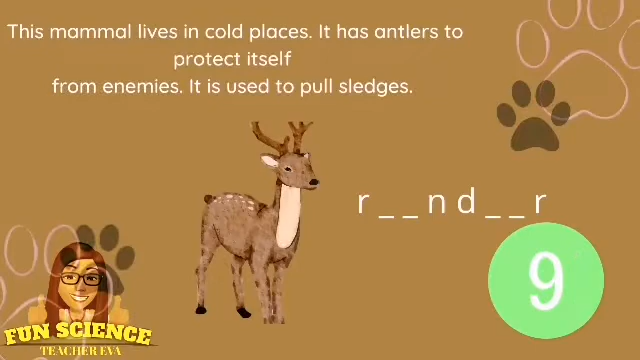 This mammal lives in cold places. It has antlers to
protect itself
from enemies. It is used to pull sledges.
r _ _ n d _ _ r
9
FUN SCIENCE
TEACHER EVA